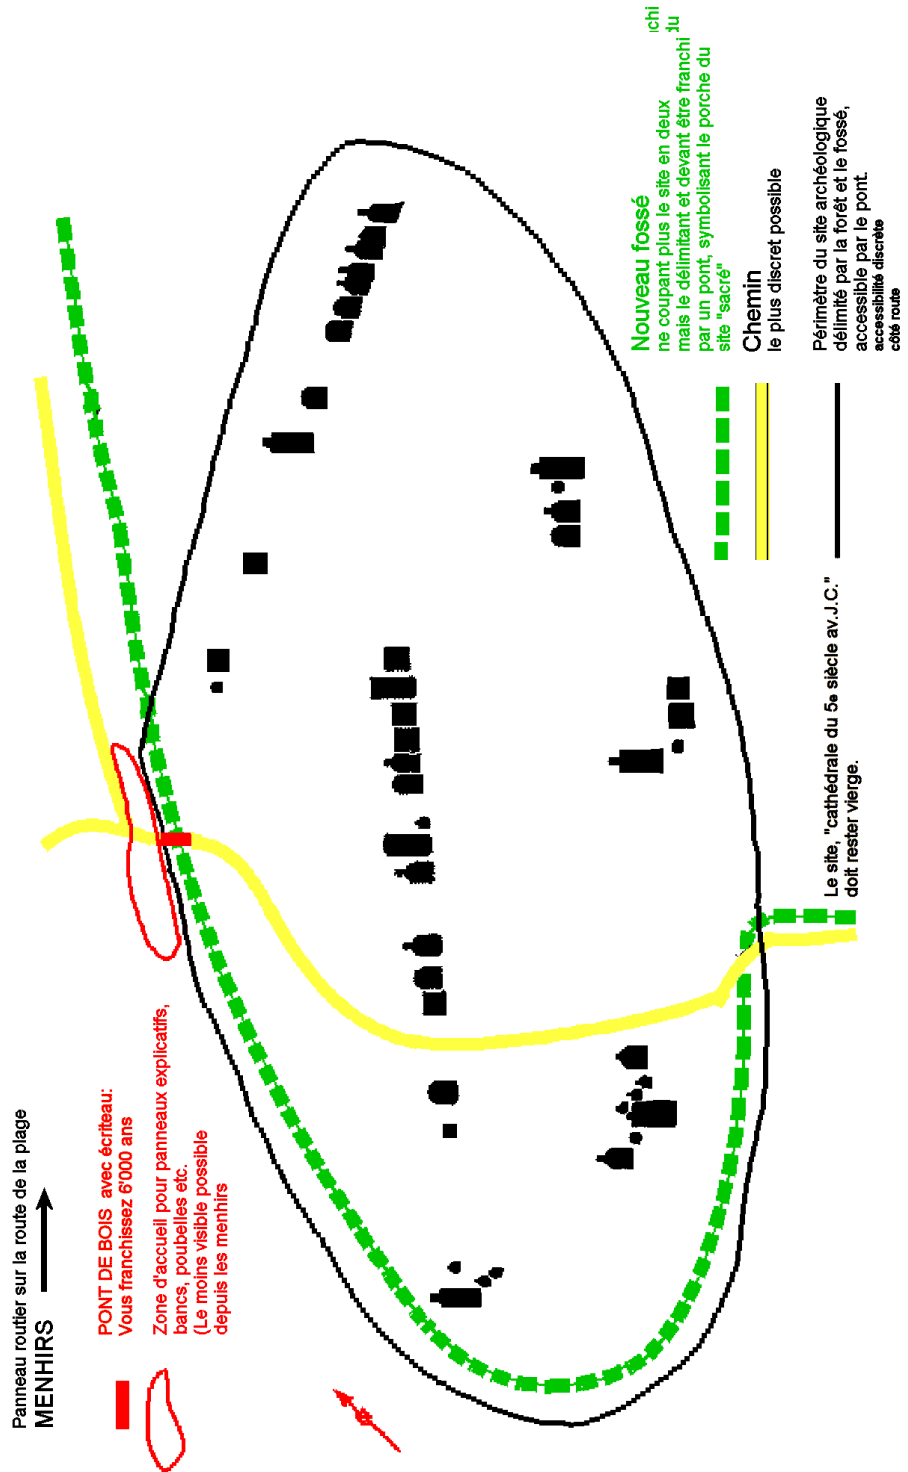 Panneau routier sur la route de la plage
MENHIRS
PONT DE BOIS avec écriteau:
Vous franchissez 6'000 ans
Zone d'accueil pour panneaux explicatifs,
bancs, poubelles etc.
(Le moins visible possible
depuis les menhirs
Nouveau fossé
ne coupant plus le site en deux
mais le délimitant et devant être franchi
par un pont, symbolisant le porche du
site "sacré"
chi
du
Chemin
le plus discret possible
Périmètre du site archéologique
délimité par la forêt et le fossé,
accessible par le pont.
accessibilité discrète
côté route
Le site, "cathédrale du 5e siècle av.J.C."
doit rester vierge.